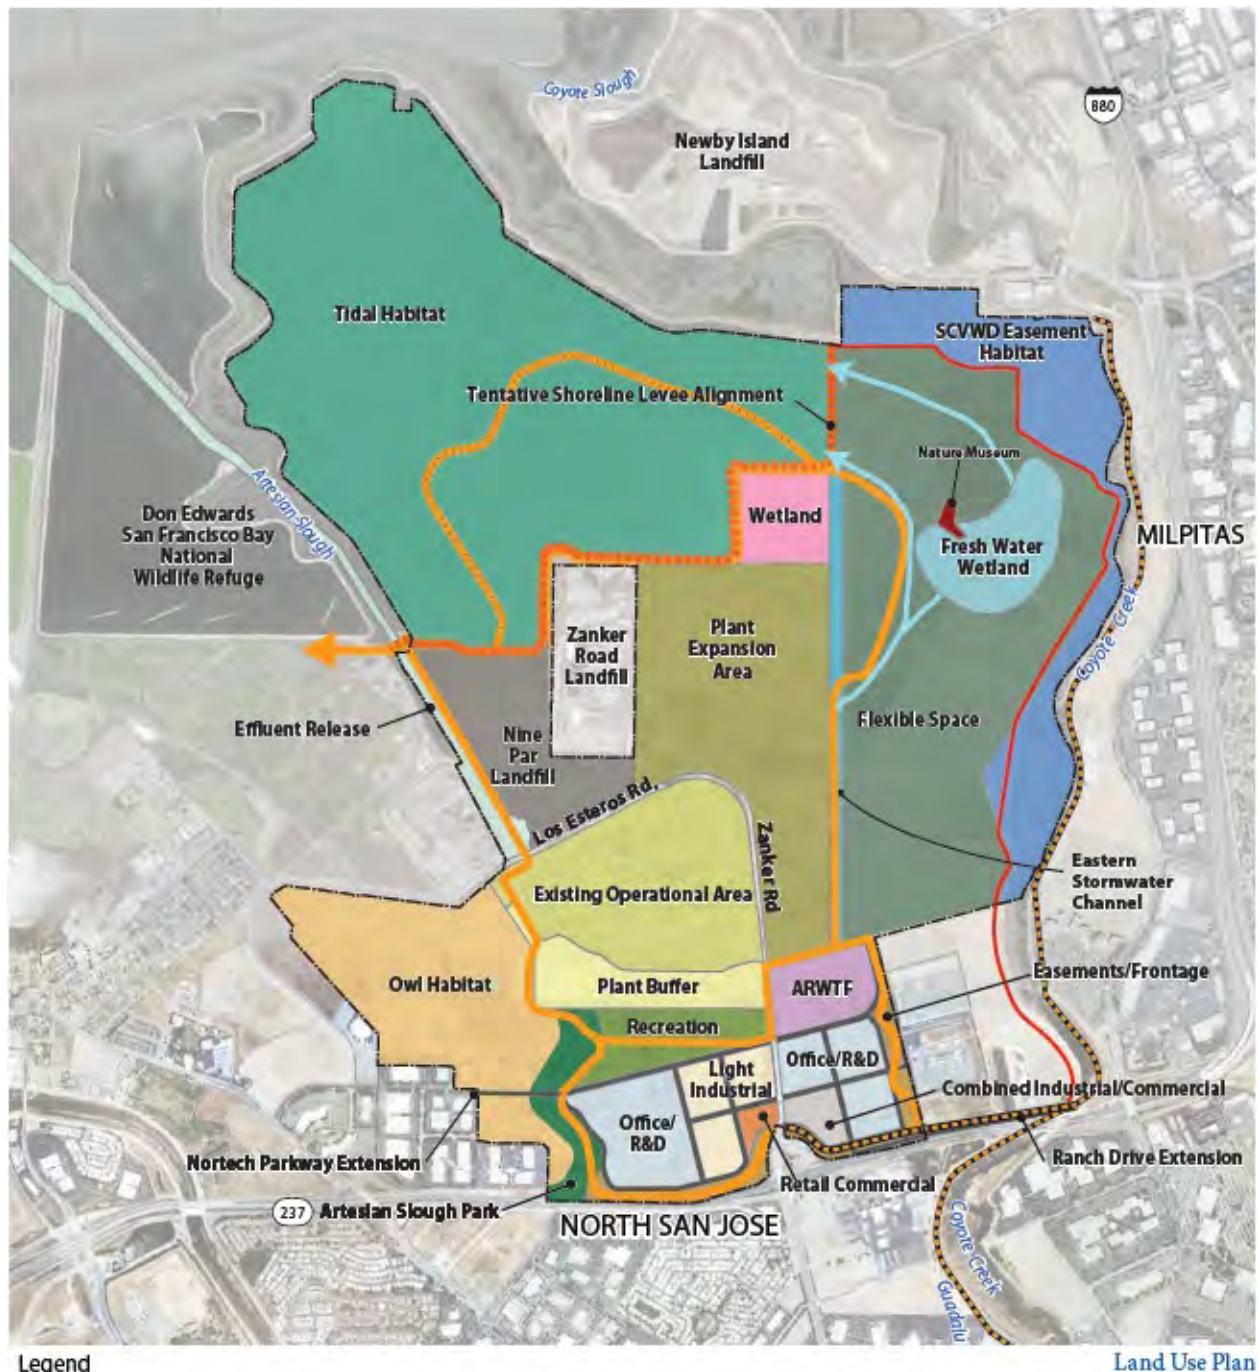 Coyote Slough
880
Newby Island
Landfill
Tidal Habitat
SCVWD Easement
Habitat
Tentative Shoreline Levee Alignment
Nature Museum
Artesian Slough
Don Edwards
San Francisco Bay
National
Wildlife Refuge
Wetland
MILPITAS
Fresh Water
Wetland
Zanker
Road
Landfill
Plant
Expansion
Area
Coyote Creek
Effluent Release
Nine
Par
Landfill
Flexible Space
Los Esteros Rd.
Zanker Rd
Existing Operational Area
Eastern
Stormwater
Channel
Owl Habitat
Plant Buffer
ARWTF
Easements/Frontage
Recreation
Light
Industrial
Office/R&D
Combined Industrial/Commercial
Office/
R&D
Nortech Parkway Extension
Ranch Drive Extension
Retail Commercial
237
Artesian Slough Park
NORTH SAN JOSE
Coyote Creek
Guadalu
Legend
Land Use Plan